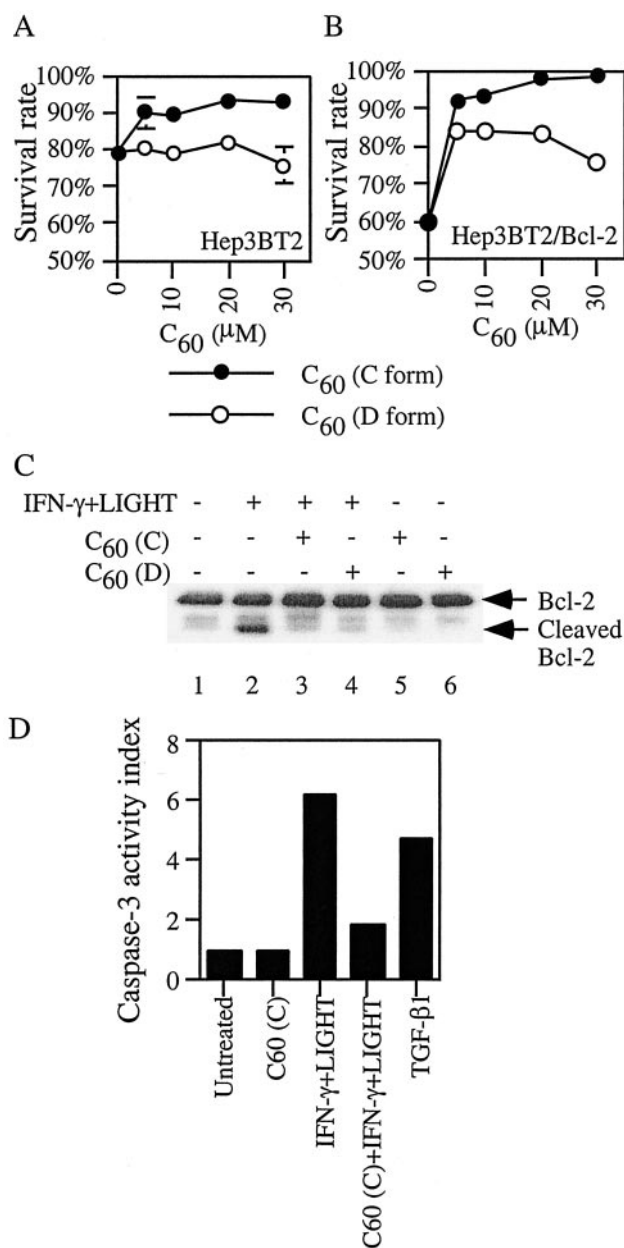 A
B
Survival rate
100%
90%
80%
70%
60%
50%
Hep3BT2
0
10
20
30
C60 (μM)
Survival rate
100%
90%
80%
70%
60%
50%
Hep3BT2/Bcl-2
0
10
20
30
C60 (μM)
C60 (C form)
C60 (D form)
C
IFN-γ+LIGHT - + + + - -
C60 (C) - - + - + -
C60 (D) - - - + - +
Bcl-2
Cleaved
Bcl-2
1 2 3 4 5 6
D
Caspase-3 activity index
8
6
4
2
0
Untreated
C60 (C)
IFN-γ+LIGHT
C60 (C)+IFN-γ+LIGHT
TGF-β1